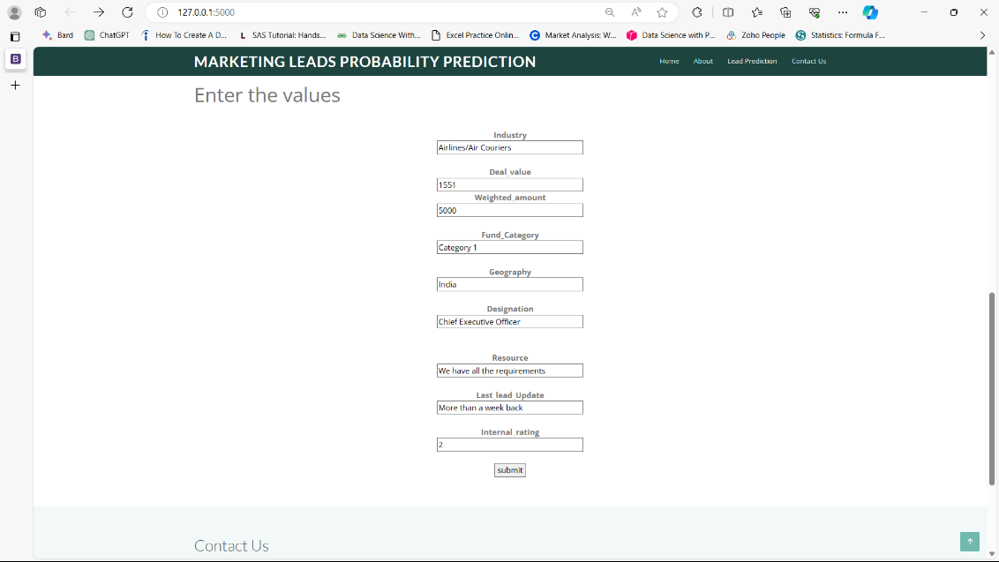 127.0.0.1:5000
Bard ChatGPT How To Create A D... SAS Tutorial: Hands... Data Science With... Excel Practice Onlin... Market Analysis: W... Data Science with P... Zoho People Statistics: Formula F...
B
MARKETING LEADS PROBABILITY PREDICTION Home About Lead Prediction Contact Us
Enter the values
Industry
Airlines/Air Couriers
Deal_value
1551
Weighted_amount
5000
Fund_Category
Category 1
Geography
India
Designation
Chief Executive Officer
Resource
We have all the requirements
Last_lead_Update
More than a week back
Internal_rating
2
submit
Contact Us